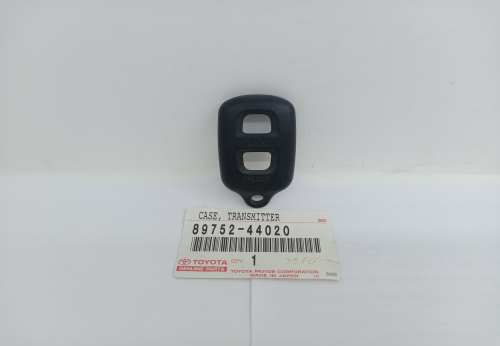 CASE, TRANSMITTER
89752-44020
TOYOTA QTY. 1
GENUINE PARTS
TOYOTA MOTOR CORPORATION
MADE IN JAPAN